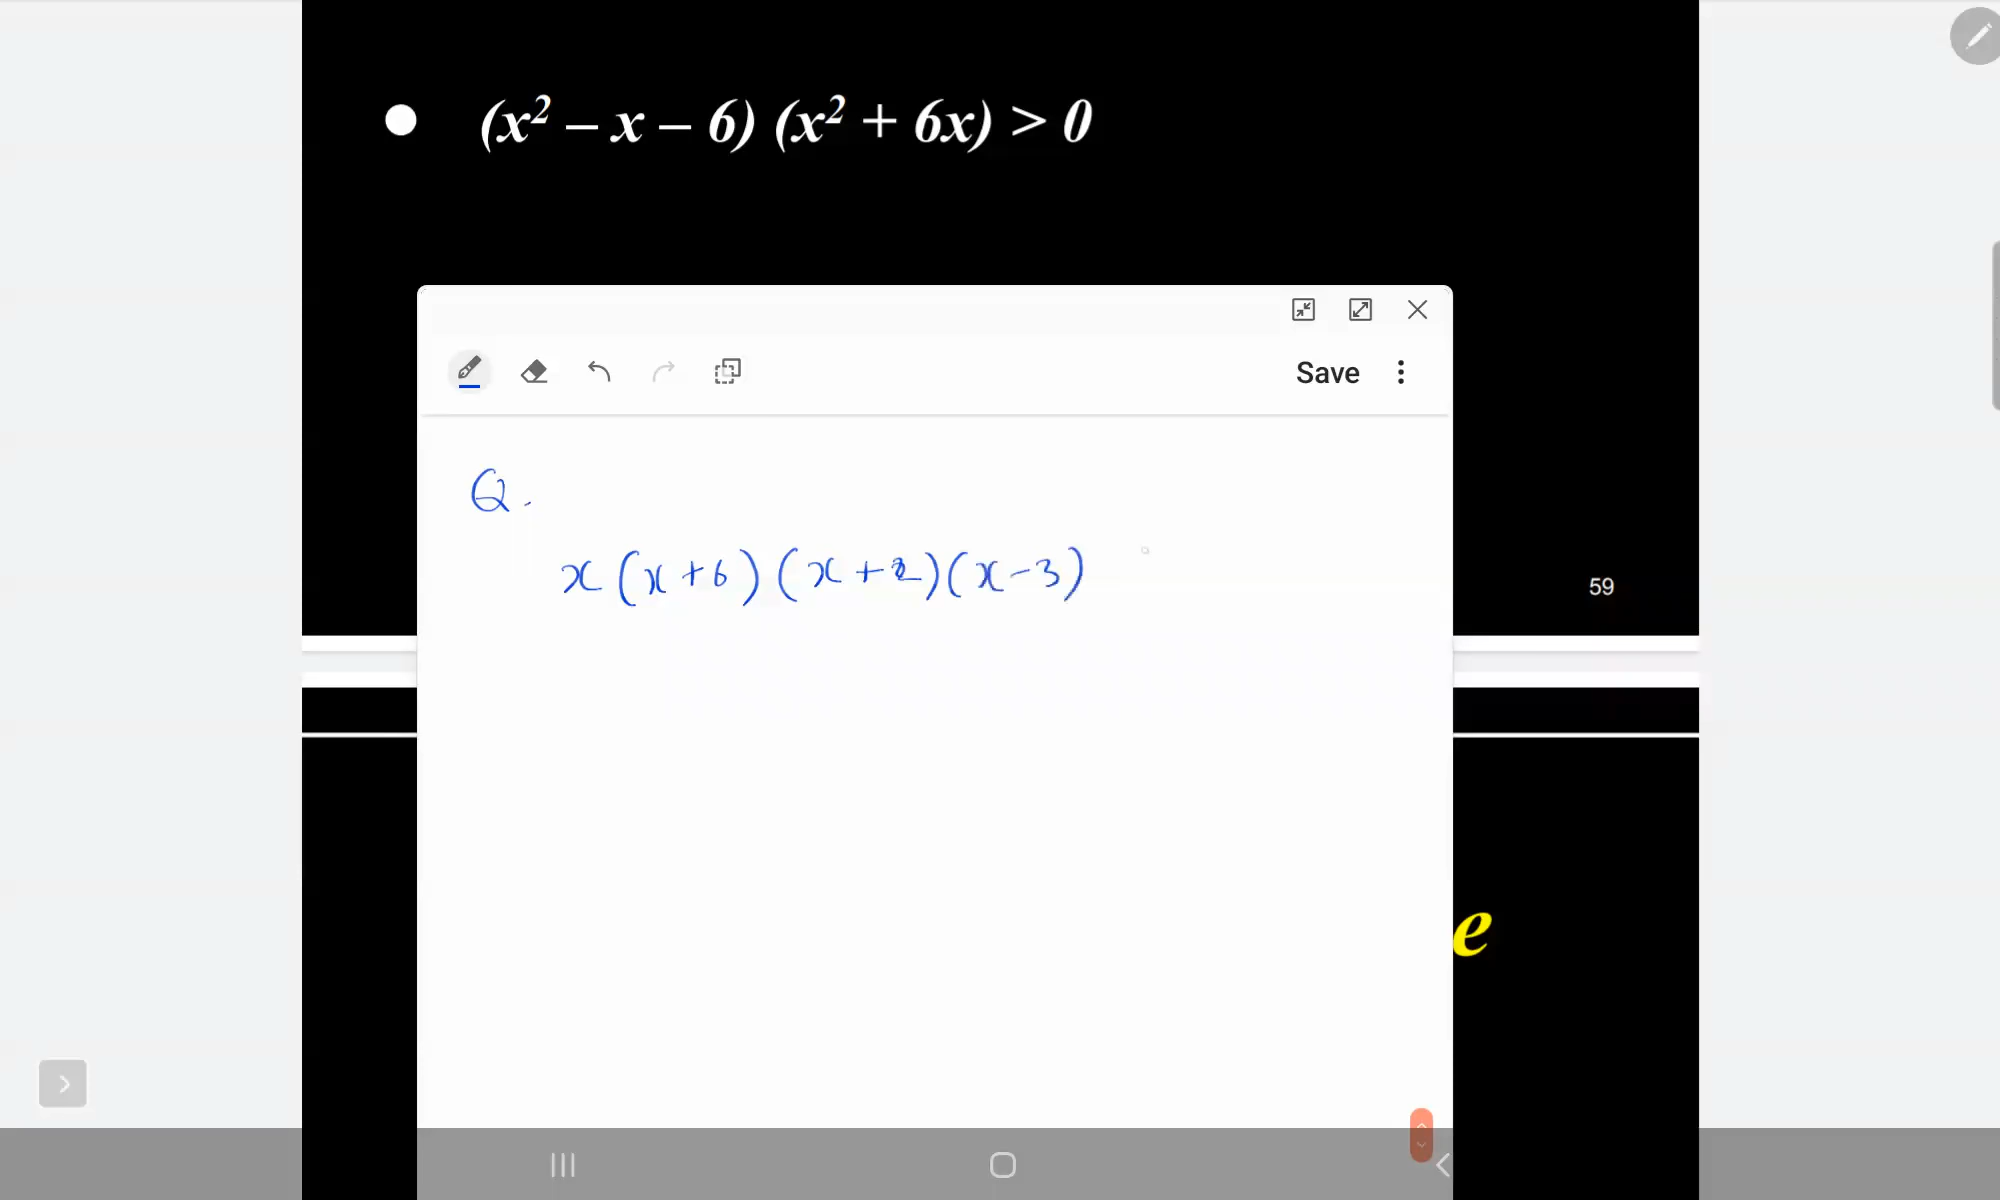 (x² – x – 6) (x² + 6x) > 0
Save
Q.
x(x+6)(x+2)(x-3)
59
e